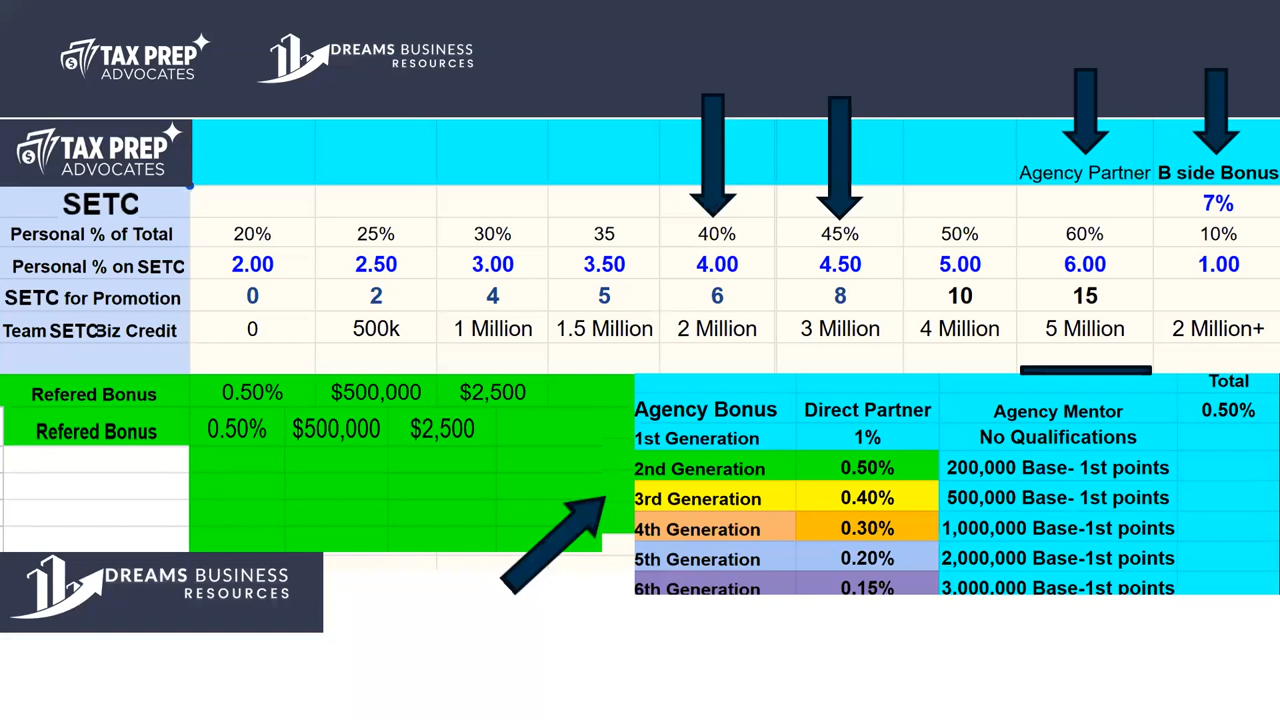 TAX PREP
ADVOCATES
DREAMS BUSINESS
RESOURCES
TAX PREP
ADVOCATES
Agency Partner B side Bonus
SETC 7%
Personal % of Total 20% 25% 30% 35 40% 45% 50% 60% 10%
Personal % on SETC 2.00 2.50 3.00 3.50 4.00 4.50 5.00 6.00 1.00
SETC for Promotion 0 2 4 5 6 8 10 15
Team SETCBiz Credit 0 500k 1 Million 1.5 Million 2 Million 3 Million 4 Million 5 Million 2 Million+
Refered Bonus 0.50% $500,000 $2,500
Refered Bonus 0.50% $500,000 $2,500
Total
Agency Bonus Direct Partner Agency Mentor 0.50%
1st Generation 1% No Qualifications
2nd Generation 0.50% 200,000 Base- 1st points
3rd Generation 0.40% 500,000 Base- 1st points
4th Generation 0.30% 1,000,000 Base-1st points
5th Generation 0.20% 2,000,000 Base-1st points
6th Generation 0.15% 3,000,000 Base-1st points
DREAMS BUSINESS
RESOURCES